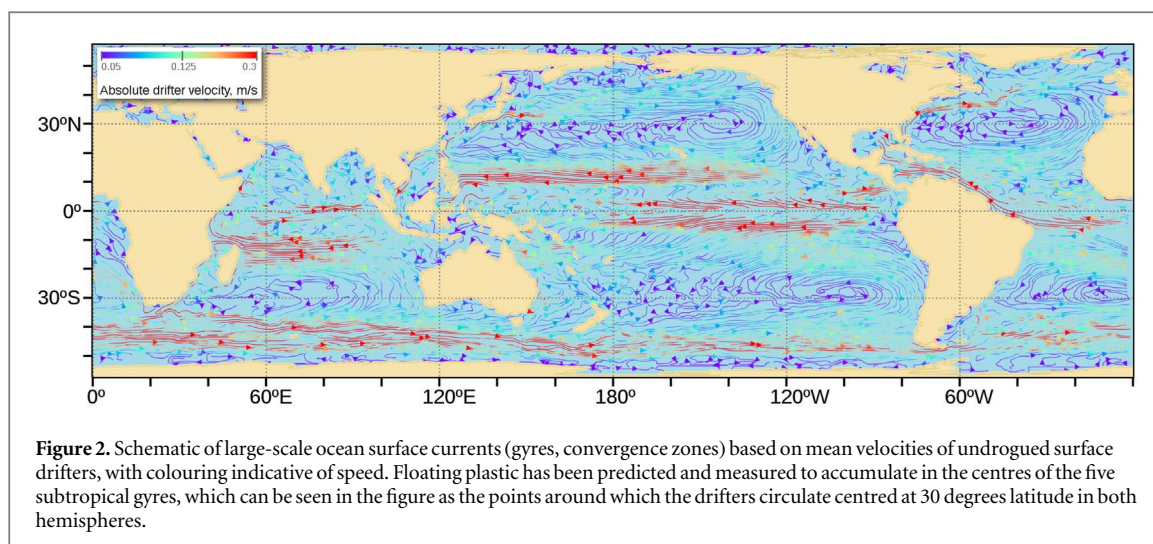 0.05 0.125 0.3
Absolute drifter velocity, m/s
30ºN
0º
30ºS
0º 60ºE 120ºE 180º 120ºW 60ºW
Figure 2. Schematic of large-scale ocean surface currents (gyres, convergence zones) based on mean velocities of undrogued surface
drifters, with colouring indicative of speed. Floating plastic has been predicted and measured to accumulate in the centres of the five
subtropical gyres, which can be seen in the figure as the points around which the drifters circulate centred at 30 degrees latitude in both
hemispheres.